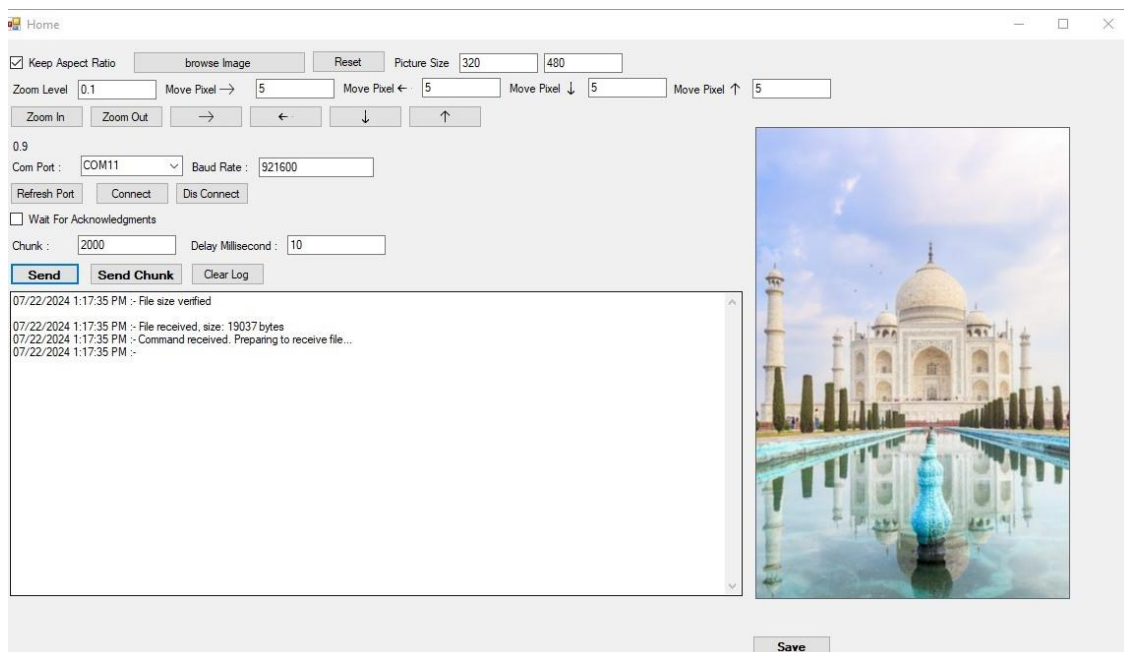 Home
Keep Aspect Ratio browse Image Reset Picture Size 320 480
Zoom Level 0.1 Move Pixel → 5 Move Pixel ← 5 Move Pixel ↓ 5 Move Pixel ↑ 5
Zoom In Zoom Out → ← ↓ ↑
0.9
Com Port : COM11 Baud Rate : 921600
Refresh Port Connect Dis Connect
Wait For Acknowledgments
Chunk : 2000 Delay Millisecond : 10
Send Send Chunk Clear Log
07/22/2024 1:17:35 PM :- File size verified
07/22/2024 1:17:35 PM :- File received, size: 19037 bytes
07/22/2024 1:17:35 PM :- Command received. Preparing to receive file...
07/22/2024 1:17:35 PM :-
Save